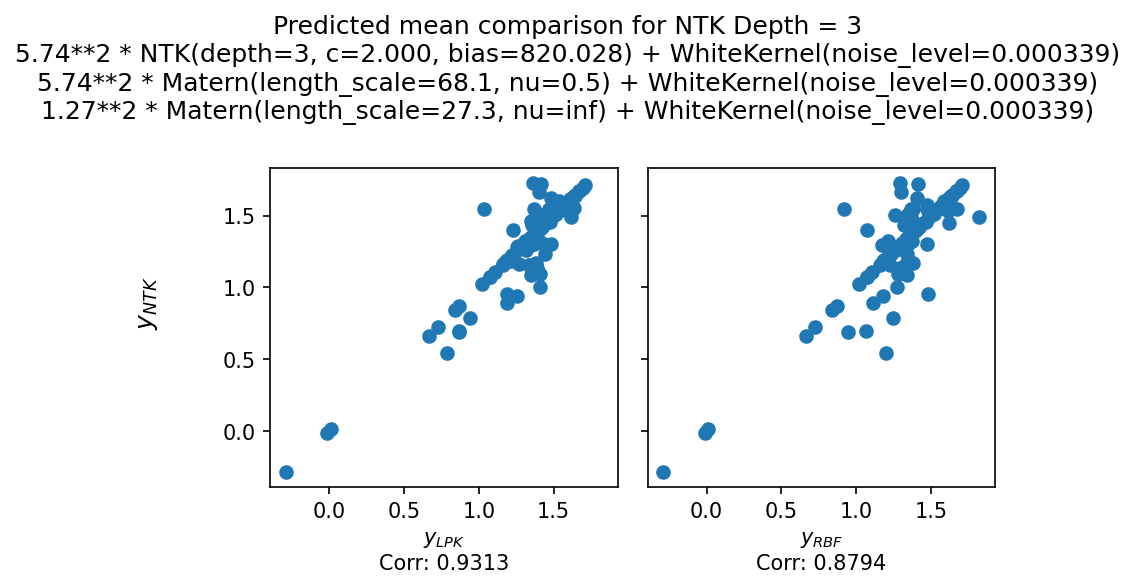 Predicted mean comparison for NTK Depth = 3
5.74**2 * NTK(depth=3, c=2.000, bias=820.028) + WhiteKernel(noise_level=0.000339)
5.74**2 * Matern(length_scale=68.1, nu=0.5) + WhiteKernel(noise_level=0.000339)
1.27**2 * Matern(length_scale=27.3, nu=inf) + WhiteKernel(noise_level=0.000339)
y_NTK
1.5
1.0
0.5
0.0
0.0 0.5 1.0 1.5
y_LPK
Corr: 0.9313
0.0 0.5 1.0 1.5
y_RBF
Corr: 0.8794